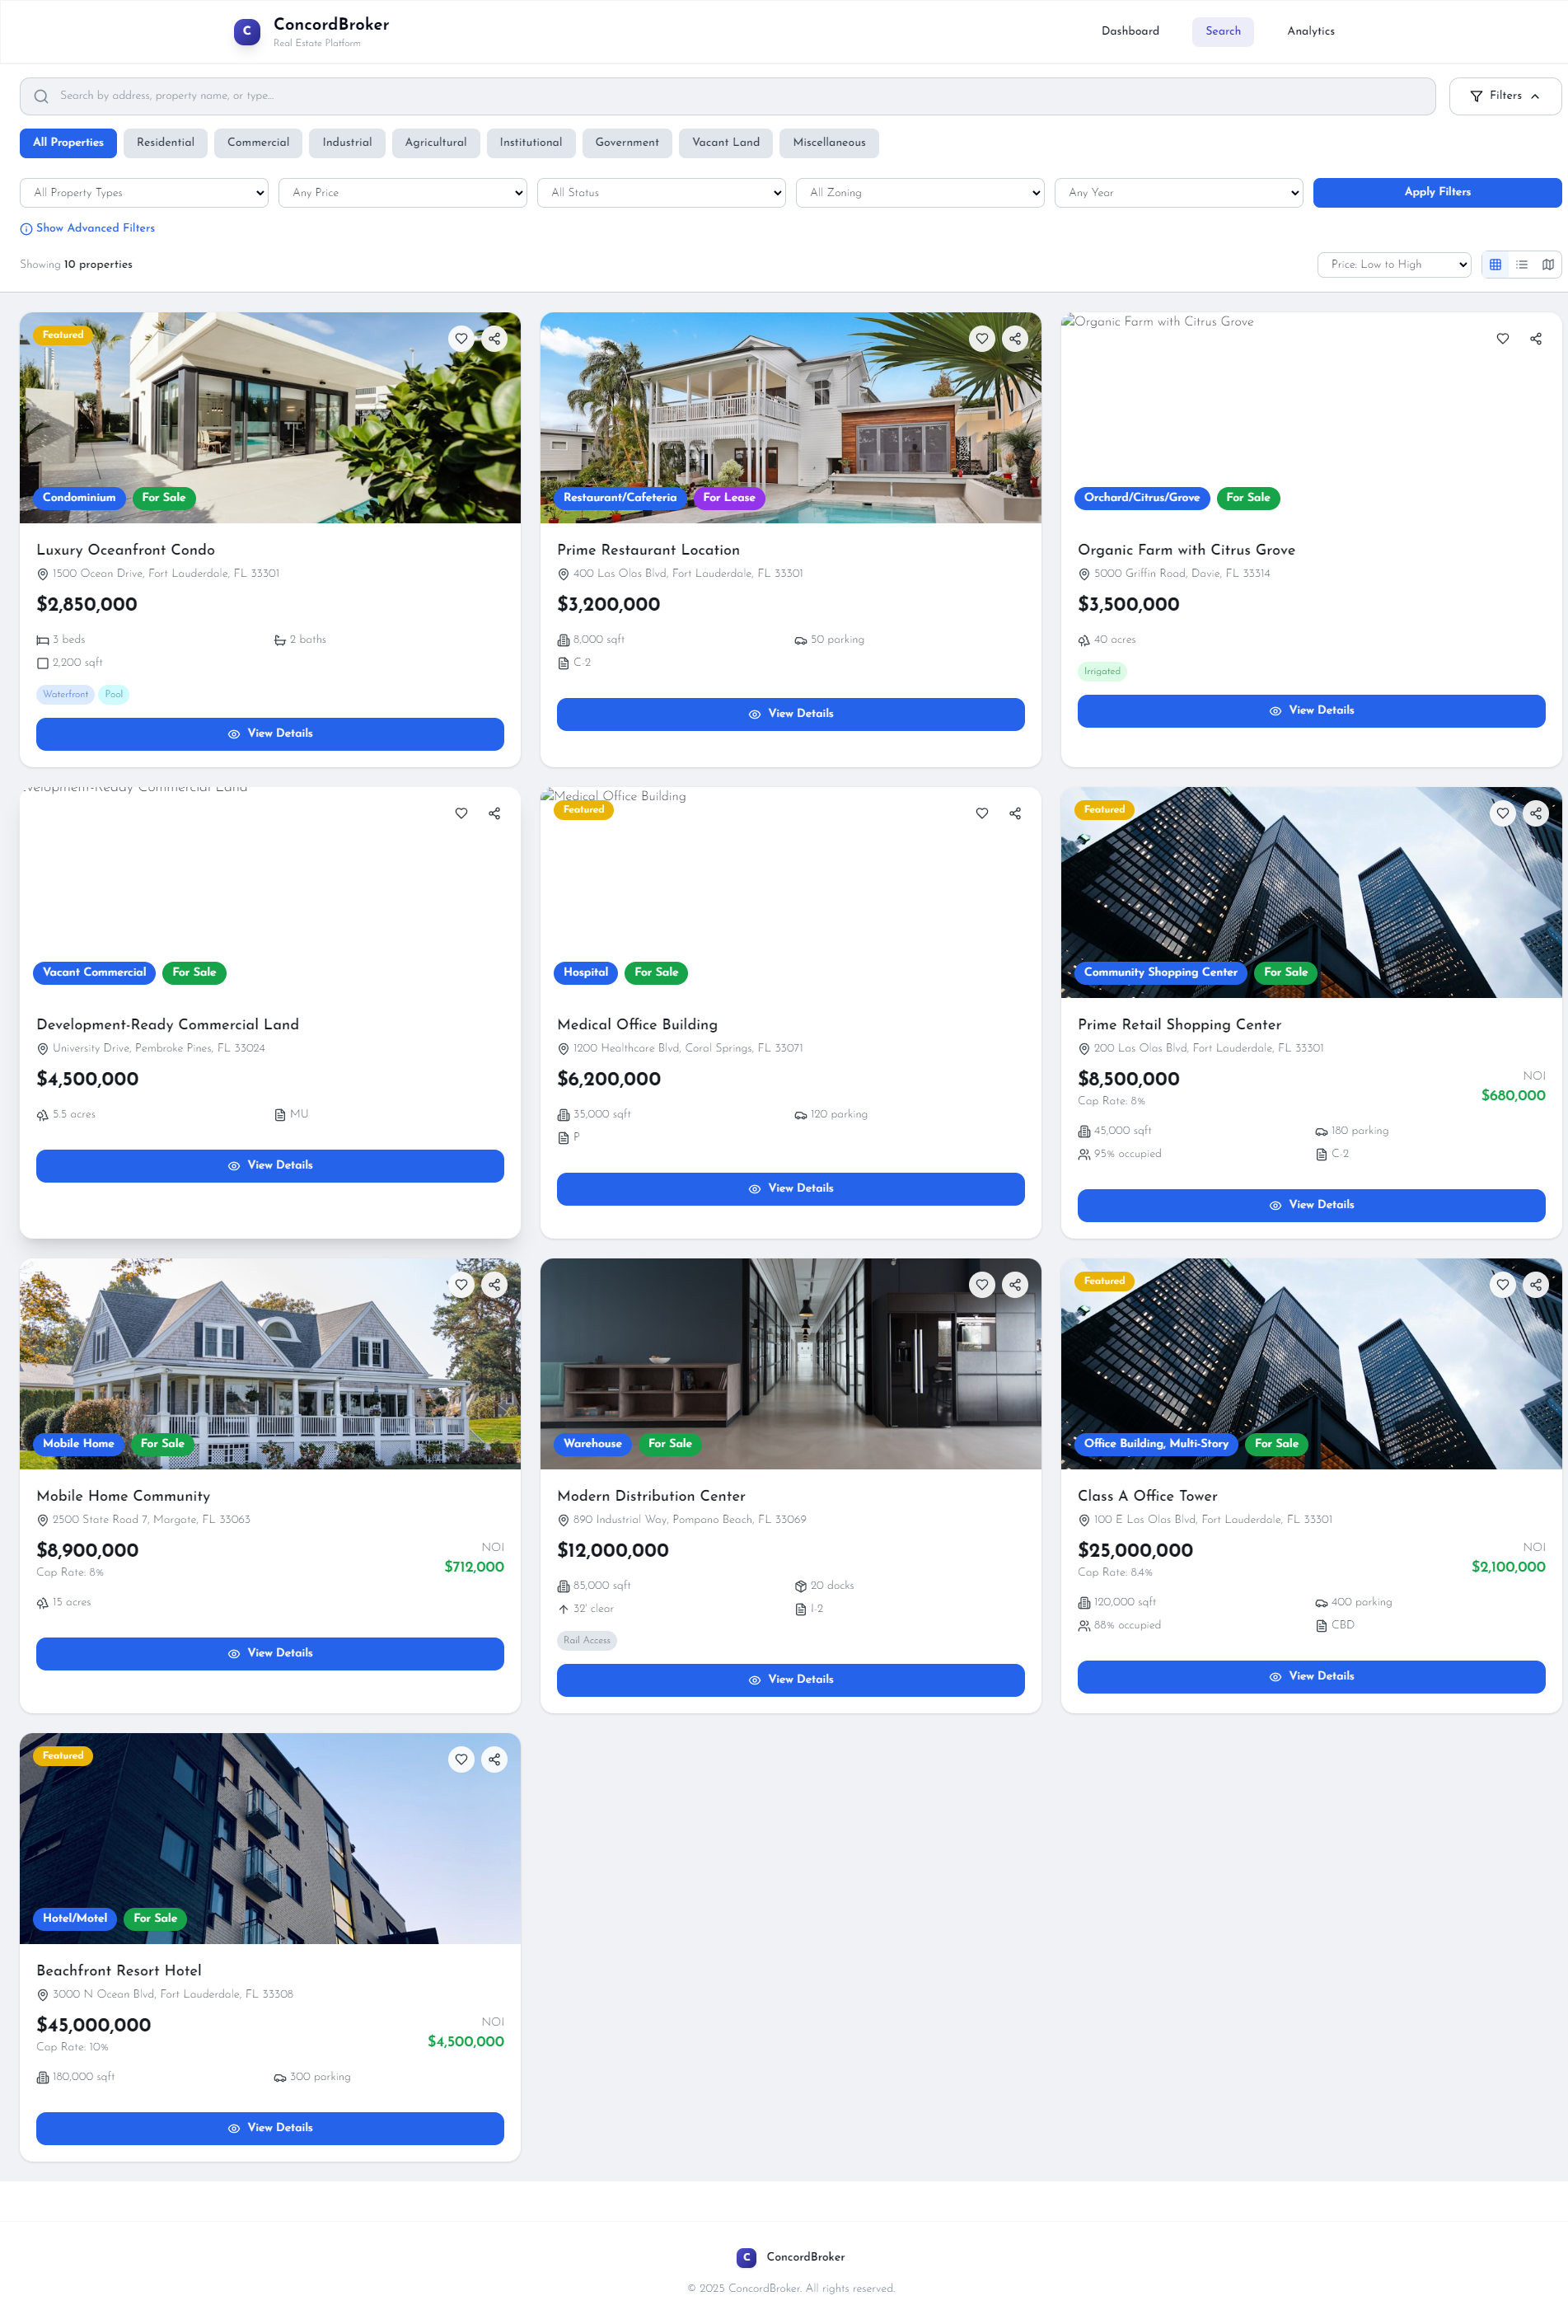 C
ConcordBroker
Real Estate Platform
Dashboard
Search
Analytics
Search by address, property name, or type...
Filters
All Properties
Residential
Commercial
Industrial
Agricultural
Institutional
Government
Vacant Land
Miscellaneous
All Property Types
Any Price
All Status
All Zoning
Any Year
Apply Filters
Show Advanced Filters
Showing 10 properties
Price: Low to High
Featured
Condominium
For Sale
Luxury Oceanfront Condo
1500 Ocean Drive, Fort Lauderdale, FL 33301
$2,850,000
3 beds
2 baths
2,200 sqft
Waterfront
Pool
View Details
Restaurant/Cafeteria
For Lease
Prime Restaurant Location
400 Las Olas Blvd, Fort Lauderdale, FL 33301
$3,200,000
8,000 sqft
50 parking
C-2
View Details
Organic Farm with Citrus Grove
Orchard/Citrus/Grove
For Sale
Organic Farm with Citrus Grove
5000 Griffin Road, Davie, FL 33314
$3,500,000
40 acres
Irrigated
View Details
velopment-Ready Commercial Land
Vacant Commercial
For Sale
Development-Ready Commercial Land
University Drive, Pembroke Pines, FL 33024
$4,500,000
5.5 acres
MU
View Details
Medical Office Building
Featured
Hospital
For Sale
Medical Office Building
1200 Healthcare Blvd, Coral Springs, FL 33071
$6,200,000
35,000 sqft
120 parking
P
View Details
Featured
Community Shopping Center
For Sale
Prime Retail Shopping Center
200 Las Olas Blvd, Fort Lauderdale, FL 33301
$8,500,000
Cap Rate: 8%
NOI
$680,000
45,000 sqft
180 parking
95% occupied
C-2
View Details
Mobile Home
For Sale
Mobile Home Community
2500 State Road 7, Margate, FL 33063
$8,900,000
Cap Rate: 8%
NOI
$712,000
15 acres
View Details
Warehouse
For Sale
Modern Distribution Center
890 Industrial Way, Pompano Beach, FL 33069
$12,000,000
85,000 sqft
20 docks
32' clear
I-2
Rail Access
View Details
Featured
Office Building, Multi-Story
For Sale
Class A Office Tower
100 E Las Olas Blvd, Fort Lauderdale, FL 33301
$25,000,000
Cap Rate: 8.4%
NOI
$2,100,000
120,000 sqft
400 parking
88% occupied
CBD
View Details
Featured
Hotel/Motel
For Sale
Beachfront Resort Hotel
3000 N Ocean Blvd, Fort Lauderdale, FL 33308
$45,000,000
Cap Rate: 10%
NOI
$4,500,000
180,000 sqft
300 parking
View Details
C
ConcordBroker
© 2025 ConcordBroker. All rights reserved.